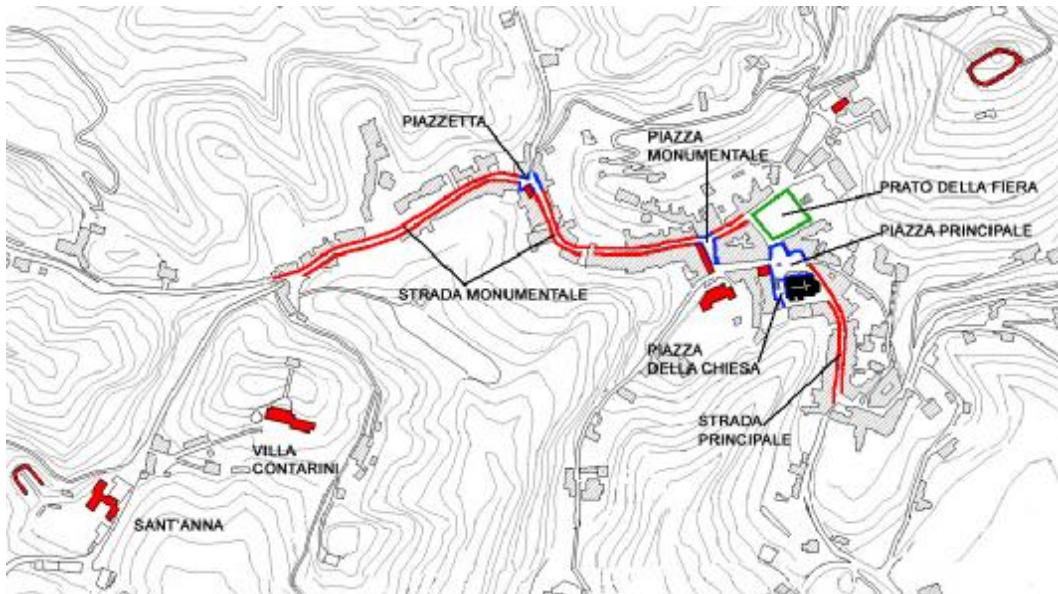 PIAZZETTA
PIAZZA
MONUMENTALE
PRATO DELLA FIERA
PIAZZA PRINCIPALE
STRADA MONUMENTALE
PIAZZA
DELLA CHIESA
STRADA
PRINCIPALE
VILLA
CONTARINI
SANT'ANNA